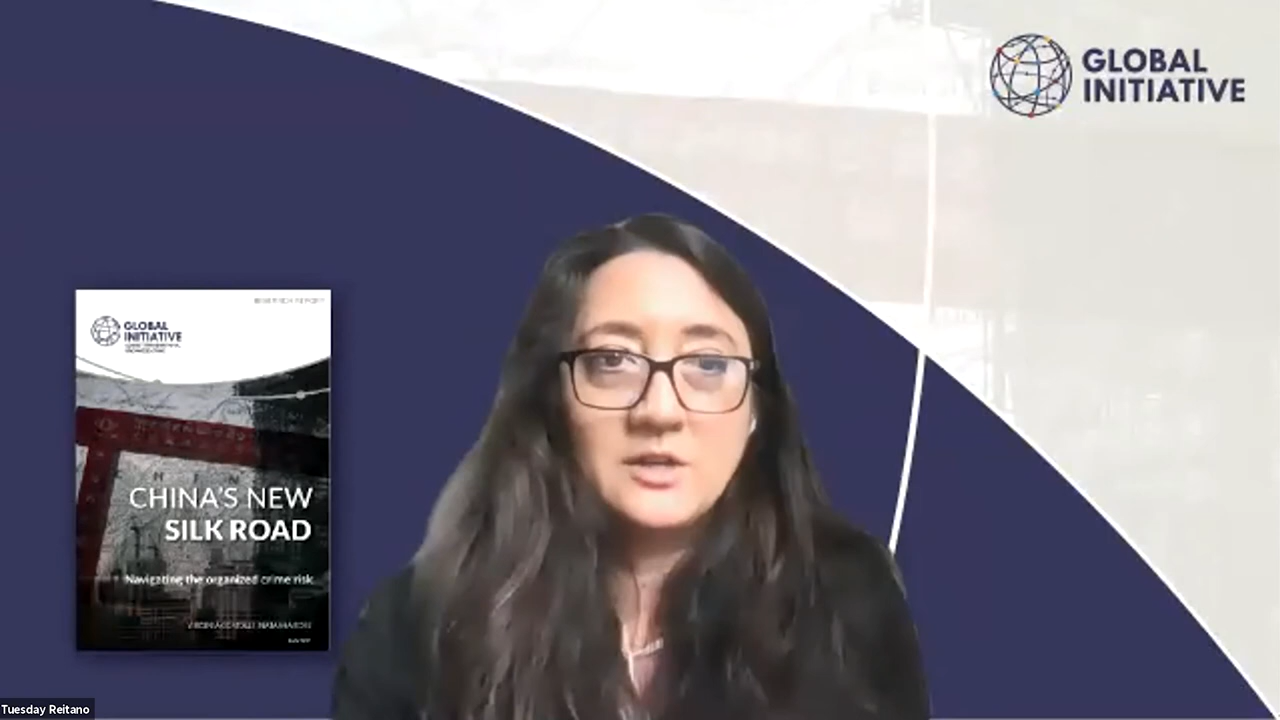 GLOBAL
INITIATIVE
GLOBAL
INITIATIVE
CHINA'S NEW
SILK ROAD
Navigating the organized crime risk
Tuesday Reitano